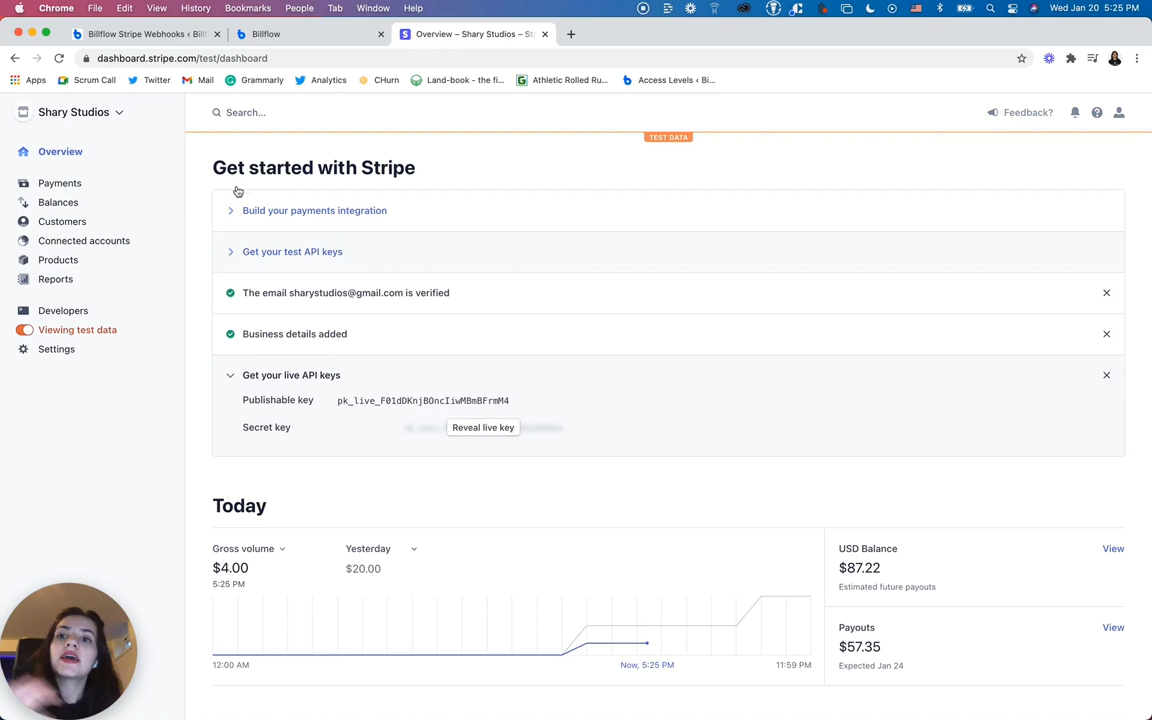 Chrome File Edit View History Bookmarks People Tab Window Help Wed Jan 20 5:25 PM
Billflow Stripe Webhooks ‹ Billf Billflow Overview – Shary Studios – St
dashboard.stripe.com/test/dashboard
Apps Scrum Call Twitter Mail Grammarly Analytics CHurn Land-book - the fi... Athletic Rolled Ru... Access Levels ‹ Bi...
Shary Studios
Search...
Feedback?
TEST DATA
Overview
Payments
Balances
Customers
Connected accounts
Products
Reports
Developers
Viewing test data
Settings
Get started with Stripe
Build your payments integration
Get your test API keys
The email sharystudios@gmail.com is verified
Business details added
Get your live API keys
Publishable key pk_live_F01dDKnjBOncIiwMBmBFrmM4
Secret key Reveal live key
Today
Gross volume Yesterday
$4.00 $20.00
5:25 PM
12:00 AM Now, 5:25 PM 11:59 PM
USD Balance View
$87.22
Estimated future payouts
Payouts View
$57.35
Expected Jan 24